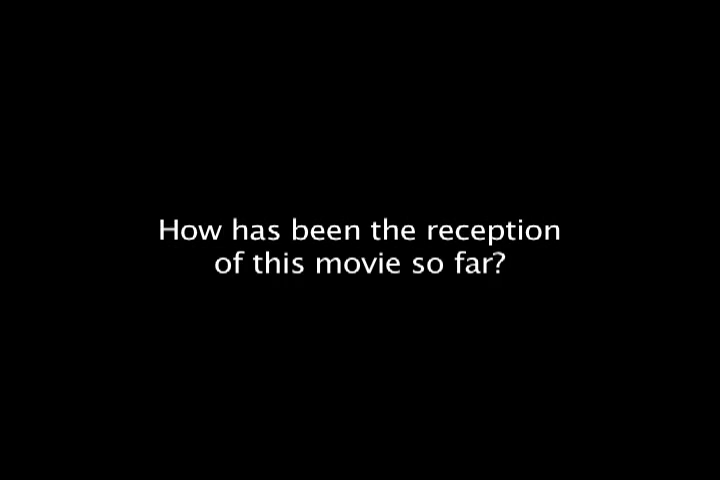 How has been the reception
of this movie so far?